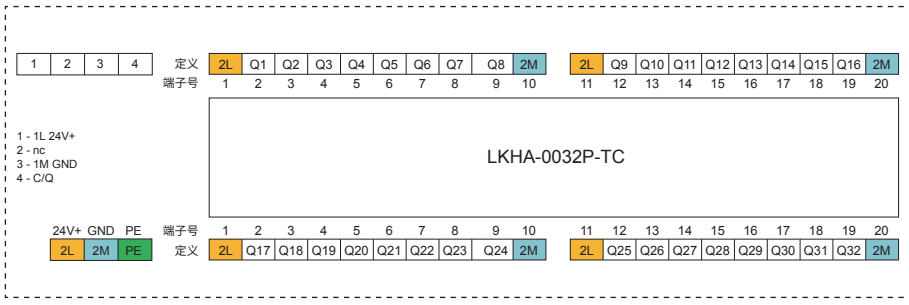 1 2 3 4 定义 2L Q1 Q2 Q3 Q4 Q5 Q6 Q7 Q8 2M 2L Q9 Q10 Q11 Q12 Q13 Q14 Q15 Q16 2M
端子号 1 2 3 4 5 6 7 8 9 10 11 12 13 14 15 16 17 18 19 20
1 - 1L 24V+
2 - nc
3 - 1M GND
4 - C/Q
LKHA-0032P-TC
24V+ GND PE 端子号 1 2 3 4 5 6 7 8 9 10 11 12 13 14 15 16 17 18 19 20
2L 2M PE 定义 2L Q17 Q18 Q19 Q20 Q21 Q22 Q23 Q24 2M 2L Q25 Q26 Q27 Q28 Q29 Q30 Q31 Q32 2M